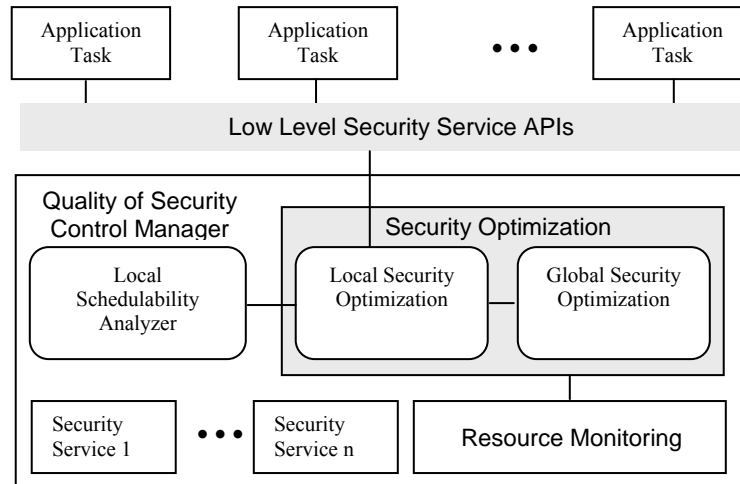 Application
Task
Application
Task
Application
Task
Low Level Security Service APIs
Quality of Security
Control Manager
Security Optimization
Local
Schedulability
Analyzer
Local Security
Optimization
Global Security
Optimization
Security
Service 1
Security
Service n
Resource Monitoring